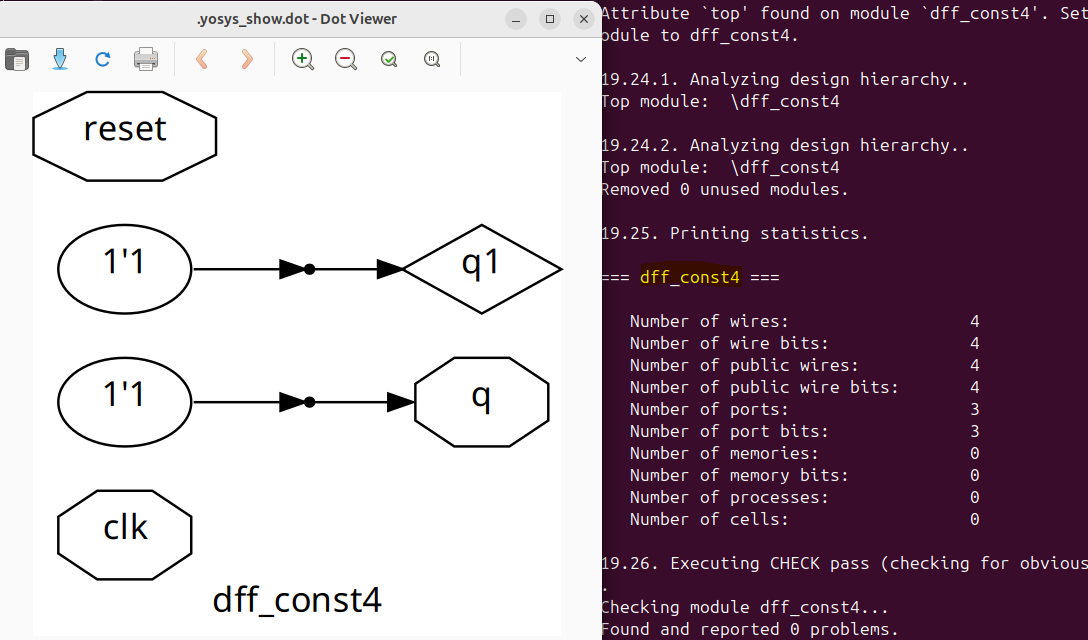 .yosys_show.dot - Dot Viewer
reset
1'1
q1
1'1
q
clk
dff_const4
Attribute `top' found on module `dff_const4'. Set
odule to dff_const4.
19.24.1. Analyzing design hierarchy..
Top module:  \dff_const4
19.24.2. Analyzing design hierarchy..
Top module:  \dff_const4
Removed 0 unused modules.
19.25. Printing statistics.
=== dff_const4 ===
Number of wires: 4
Number of wire bits: 4
Number of public wires: 4
Number of public wire bits: 4
Number of ports: 3
Number of port bits: 3
Number of memories: 0
Number of memory bits: 0
Number of processes: 0
Number of cells: 0
19.26. Executing CHECK pass (checking for obvious
.
Checking module dff_const4...
Found and reported 0 problems.